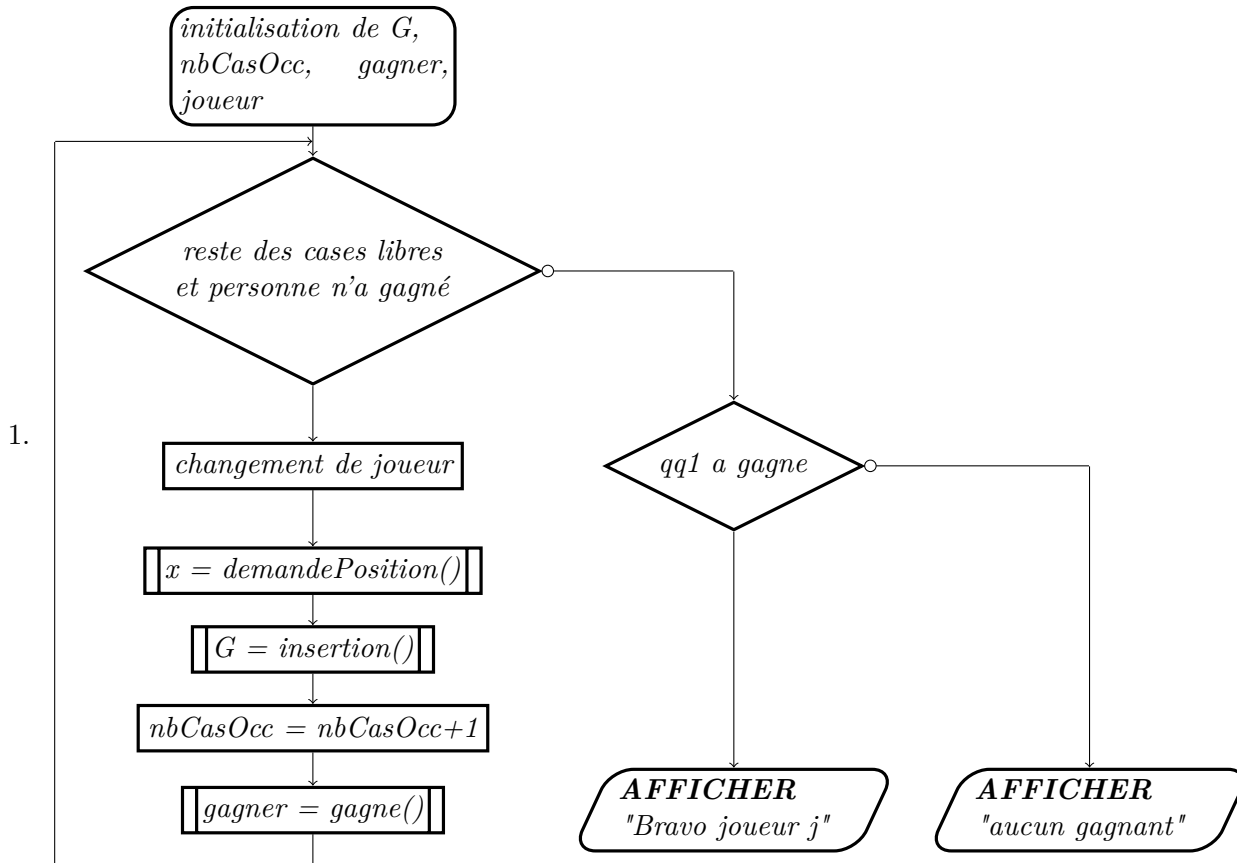 initialisation de G,
nbCasOcc, gagner,
joueur
reste des cases libres
et personne n'a gagné
1.
changement de joueur
qq1 a gagne
x = demandePosition()
G = insertion()
nbCasOcc = nbCasOcc+1
gagner = gagne()
AFFICHER
"Bravo joueur j"
AFFICHER
"aucun gagnant"